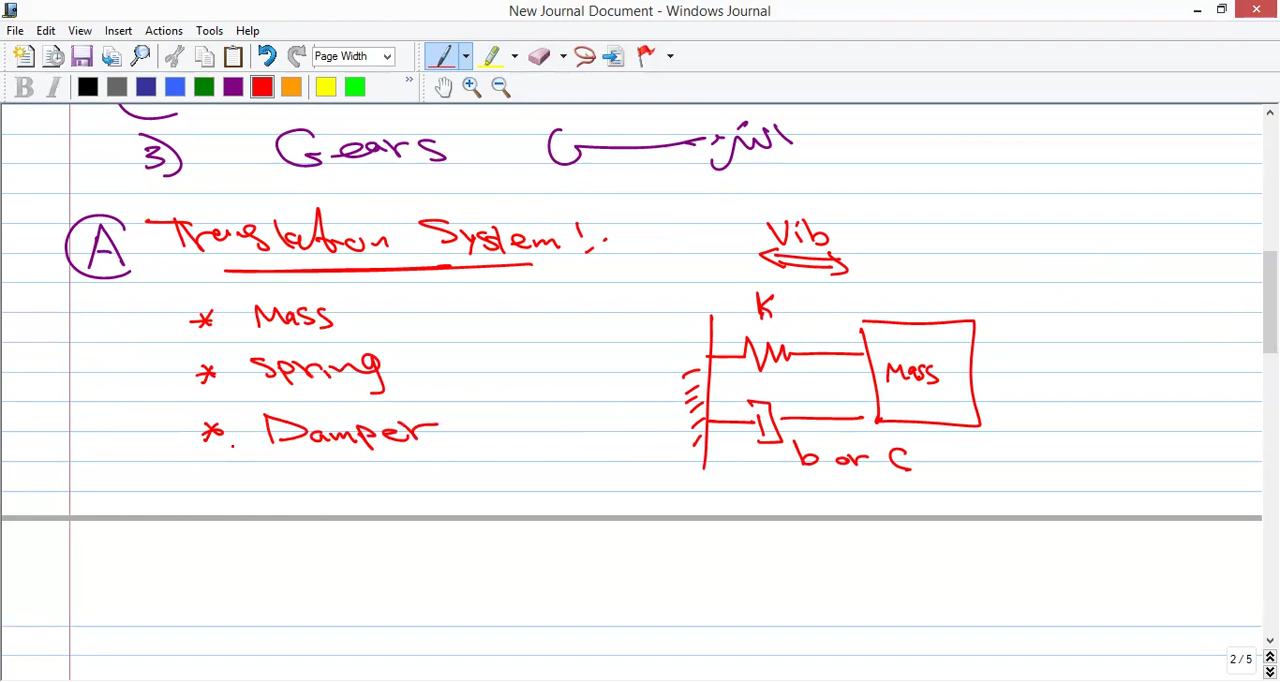 New Journal Document - Windows Journal
File Edit View Insert Actions Tools Help
Page Width
B I
3) Gears
A Translation System :
Vib
* Mass
K
* Spring
Mass
* Damper
b or C
2 / 5